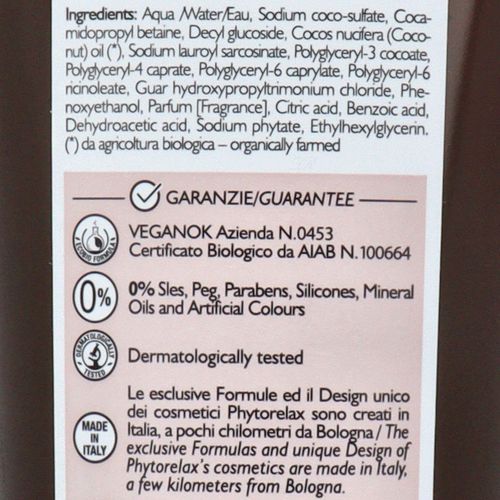 Ingredients: Aqua /Water/Eau, Sodium coco-sulfate, Coca-
midopropyl betaine, Decyl glucoside, Cocos nucifera (Coco-
nut) oil (*), Sodium lauroyl sarcosinate, Polyglyceryl-3 cocoate,
Polyglyceryl-4 caprate, Polyglyceryl-6 caprylate, Polyglyceryl-6
ricinoleate, Guar hydroxypropyltrimonium chloride, Phe-
noxyethanol, Parfum [Fragrance], Citric acid, Benzoic acid,
Dehydroacetic acid, Sodium phytate, Ethylhexylglycerin.
(*) da agricoltura biologica – organically farmed
GARANZIE/GUARANTEE
ECOBIO FORMULA
VEGANOK Azienda N.0453
Certificato Biologico da AIAB N.100664
0%
0% Sles, Peg, Parabens, Silicones, Mineral
Oils and Artificial Colours
DERMATOLOGICALLY TESTED
Dermatologically tested
MADE
IN
ITALY
Le esclusive Formule ed il Design unico
dei cosmetici Phytorelax sono creati in
Italia, a pochi chilometri da Bologna / The
exclusive Formulas and unique Design of
Phytorelax's cosmetics are made in Italy,
a few kilometers from Bologna.